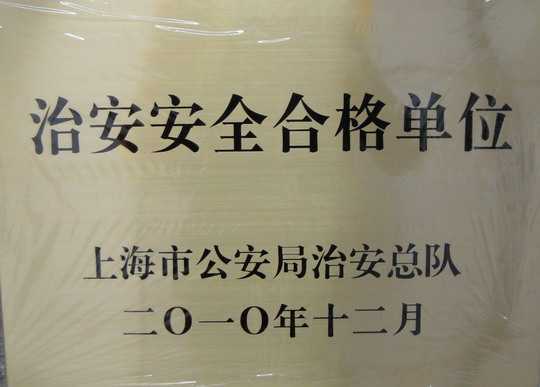 治安安全合格单位
上海市公安局治安总队
二〇一〇年十二月